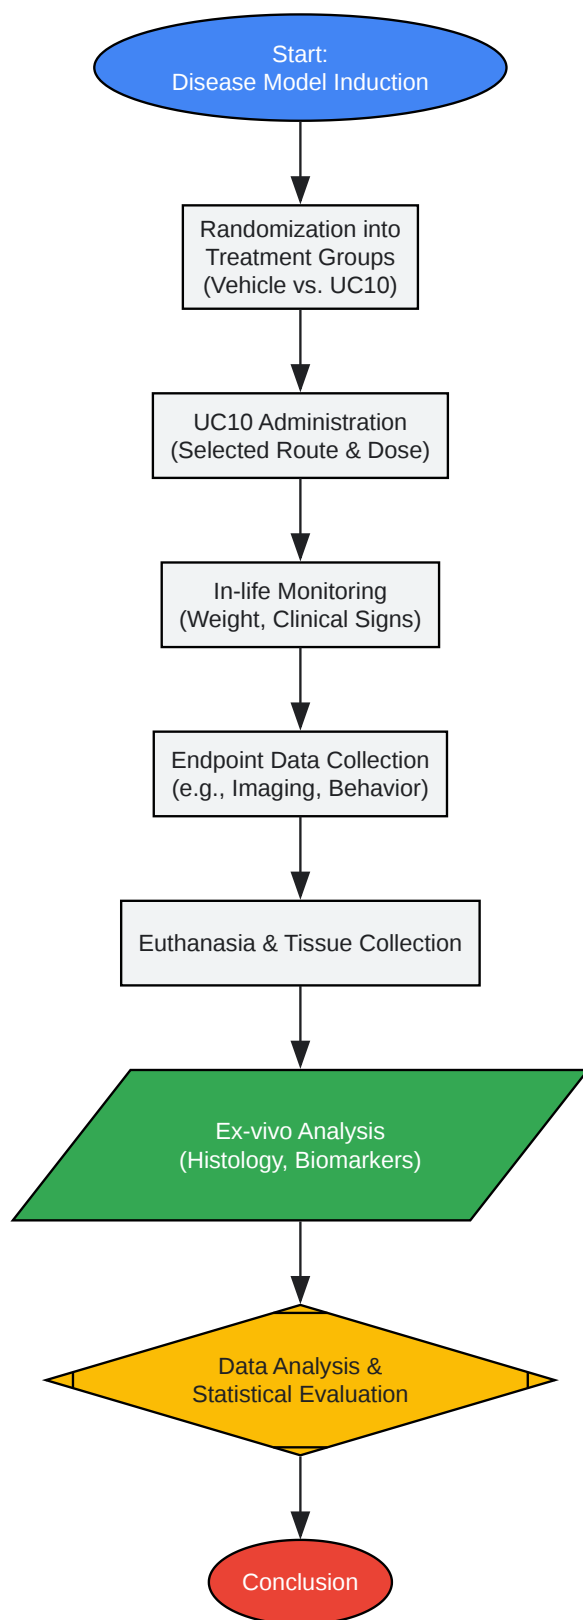 Start:
Disease Model Induction
Randomization into
Treatment Groups
(Vehicle vs. UC10)
UC10 Administration
(Selected Route & Dose)
In-life Monitoring
(Weight, Clinical Signs)
Endpoint Data Collection
(e.g., Imaging, Behavior)
Euthanasia & Tissue Collection
Ex-vivo Analysis
(Histology, Biomarkers)
Data Analysis &
Statistical Evaluation
Conclusion